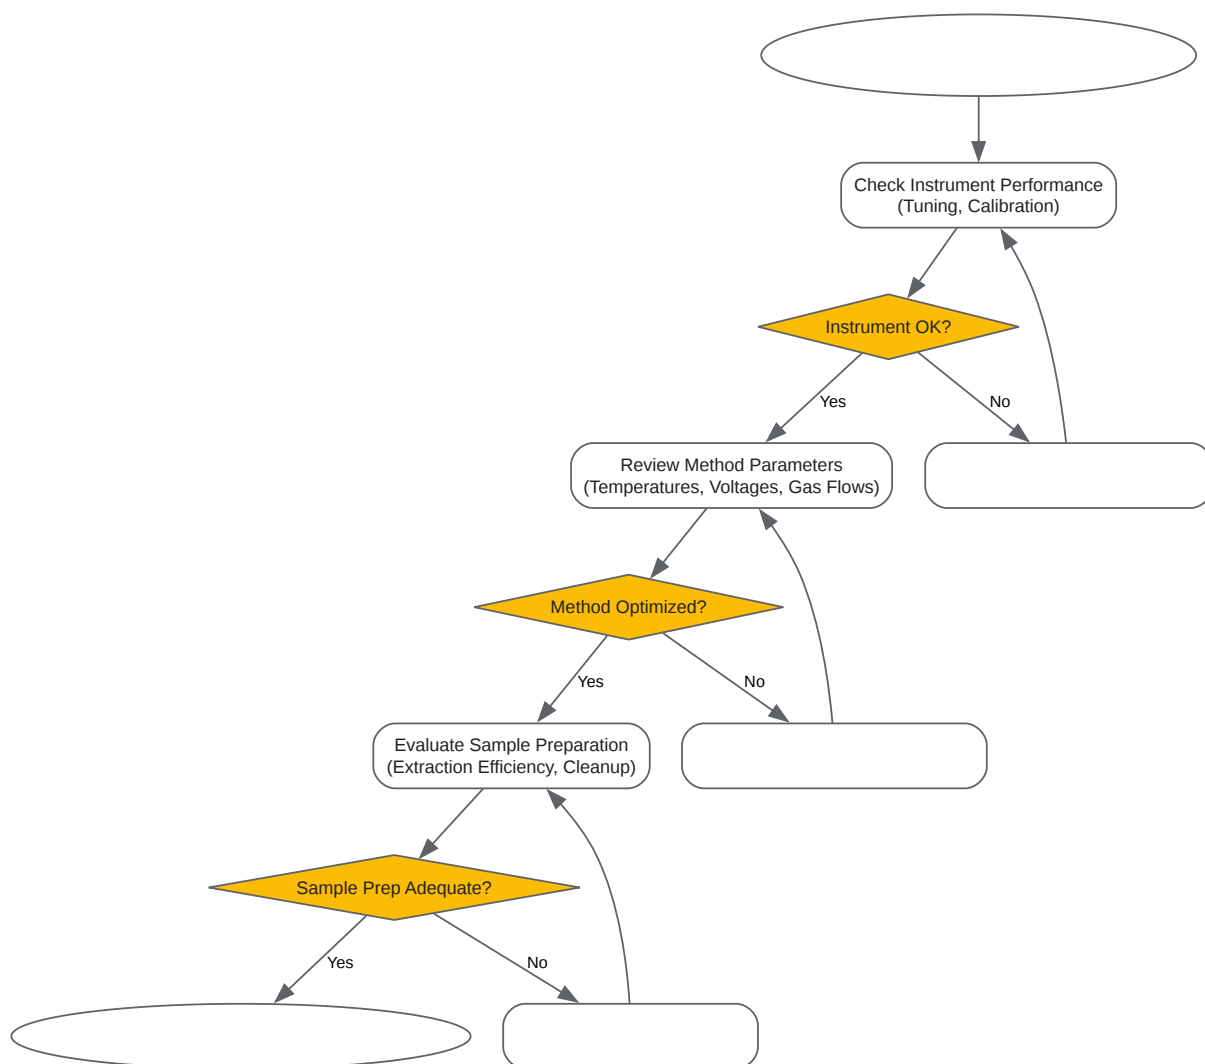 Check Instrument Performance
(Tuning, Calibration)
Instrument OK?
Yes
No
Review Method Parameters
(Temperatures, Voltages, Gas Flows)
Method Optimized?
Yes
No
Evaluate Sample Preparation
(Extraction Efficiency, Cleanup)
Sample Prep Adequate?
Yes
No